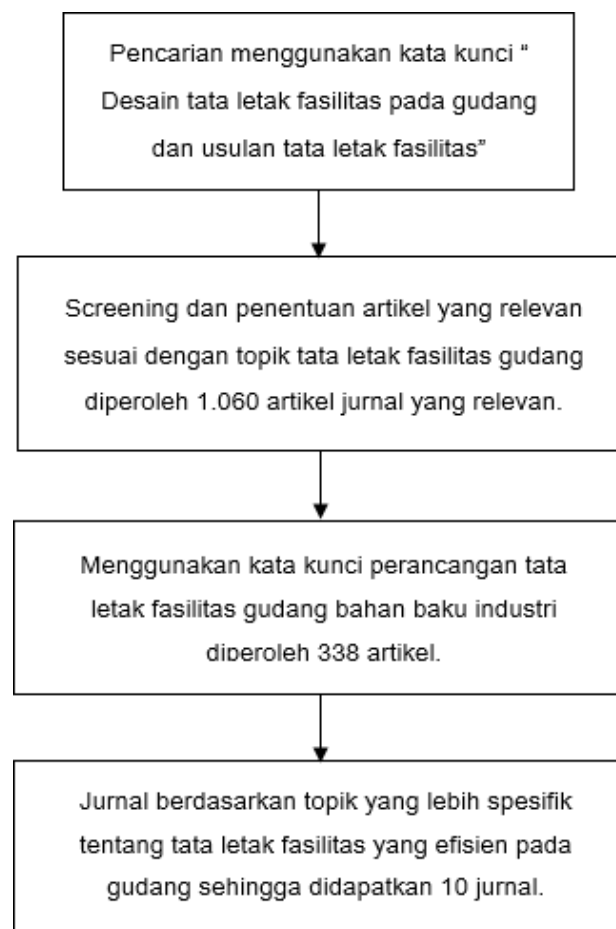 Pencarian menggunakan kata kunci “
Desain tata letak fasilitas pada gudang
dan usulan tata letak fasilitas”
Screening dan penentuan artikel yang relevan
sesuai dengan topik tata letak fasilitas gudang
diperoleh 1.060 artikel jurnal yang relevan.
Menggunakan kata kunci perancangan tata
letak fasilitas gudang bahan baku industri
diperoleh 338 artikel.
Jurnal berdasarkan topik yang lebih spesifik
tentang tata letak fasilitas yang efisien pada
gudang sehingga didapatkan 10 jurnal.